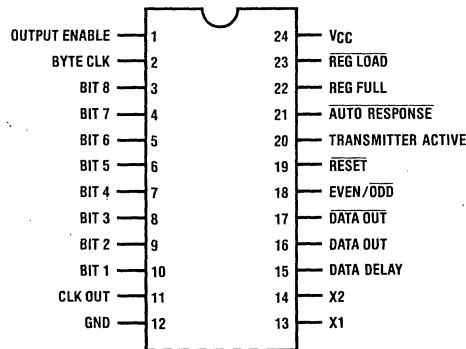 OUTPUT ENABLE 1 24 VCC
BYTE CLK 2 23 REG LOAD
BIT 8 3 22 REG FULL
BIT 7 4 21 AUTO RESPONSE
BIT 6 5 20 TRANSMITTER ACTIVE
BIT 5 6 19 RESET
BIT 4 7 18 EVEN/ODD
BIT 3 8 17 DATA OUT
BIT 2 9 16 DATA OUT
BIT 1 10 15 DATA DELAY
CLK OUT 11 14 X2
GND 12 13 X1